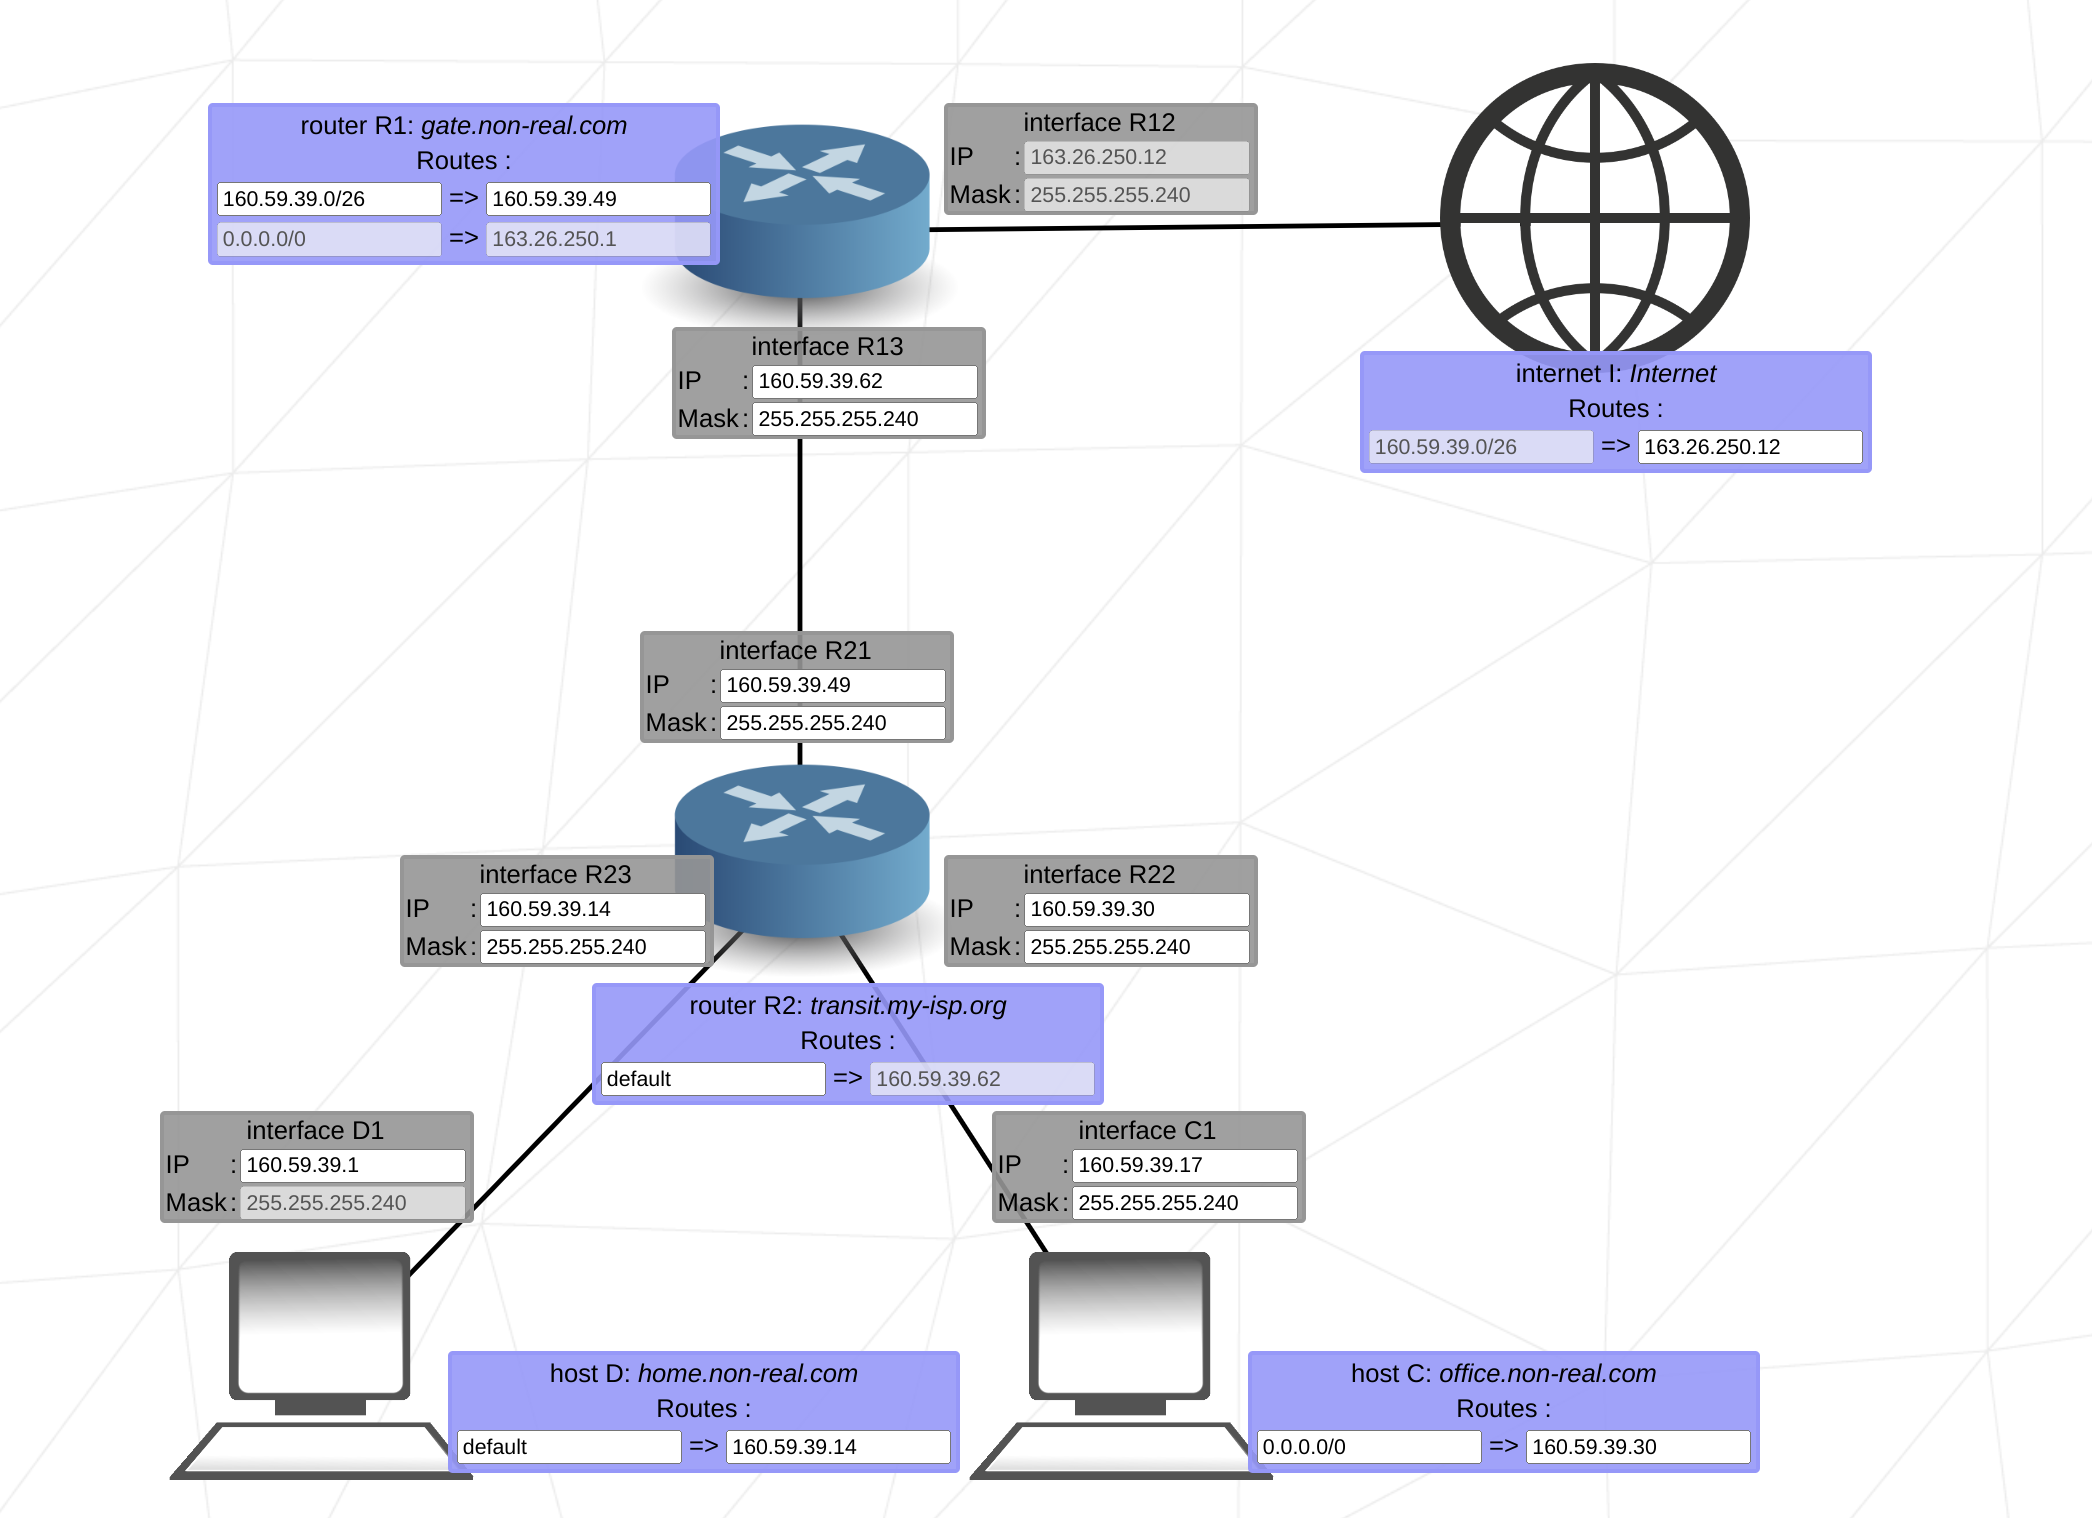 router R1: gate.non-real.com
Routes :
160.59.39.0/26 => 160.59.39.49
0.0.0.0/0 => 163.26.250.1
interface R12
IP : 163.26.250.12
Mask : 255.255.255.240
interface R13
IP : 160.59.39.62
Mask : 255.255.255.240
internet I: Internet
Routes :
160.59.39.0/26 => 163.26.250.12
interface R21
IP : 160.59.39.49
Mask : 255.255.255.240
interface R23
IP : 160.59.39.14
Mask : 255.255.255.240
interface R22
IP : 160.59.39.30
Mask : 255.255.255.240
router R2: transit.my-isp.org
Routes :
default => 160.59.39.62
interface D1
IP : 160.59.39.1
Mask : 255.255.255.240
interface C1
IP : 160.59.39.17
Mask : 255.255.255.240
host D: home.non-real.com
Routes :
default => 160.59.39.14
host C: office.non-real.com
Routes :
0.0.0.0/0 => 160.59.39.30